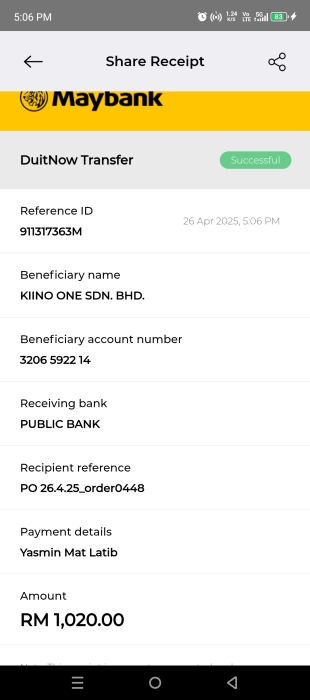 5:06 PM
1.24 K/S Vo LTE 5G 83
Share Receipt
Maybank
DuitNow Transfer
Successful
Reference ID
26 Apr 2025, 5:06 PM
911317363M
Beneficiary name
KIINO ONE SDN. BHD.
Beneficiary account number
3206 5922 14
Receiving bank
PUBLIC BANK
Recipient reference
PO 26.4.25_order0448
Payment details
Yasmin Mat Latib
Amount
RM 1,020.00